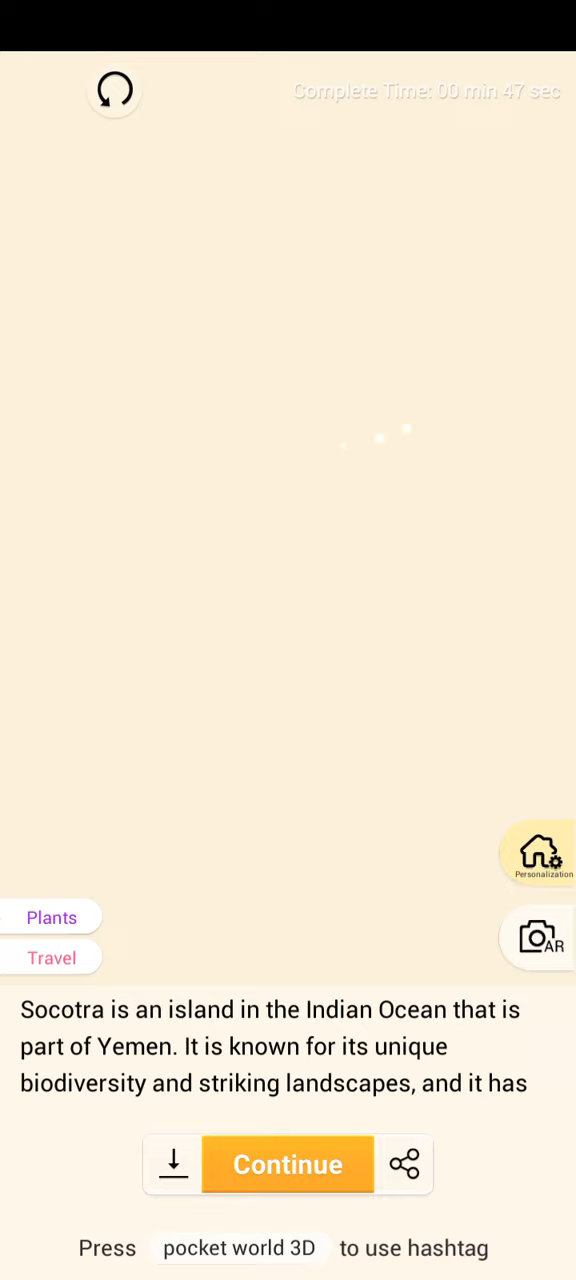 Complete Time: 00 min 47 sec
Personalization
AR
Plants
Travel
Socotra is an island in the Indian Ocean that is
part of Yemen. It is known for its unique
biodiversity and striking landscapes, and it has
Continue
Press pocket world 3D to use hashtag